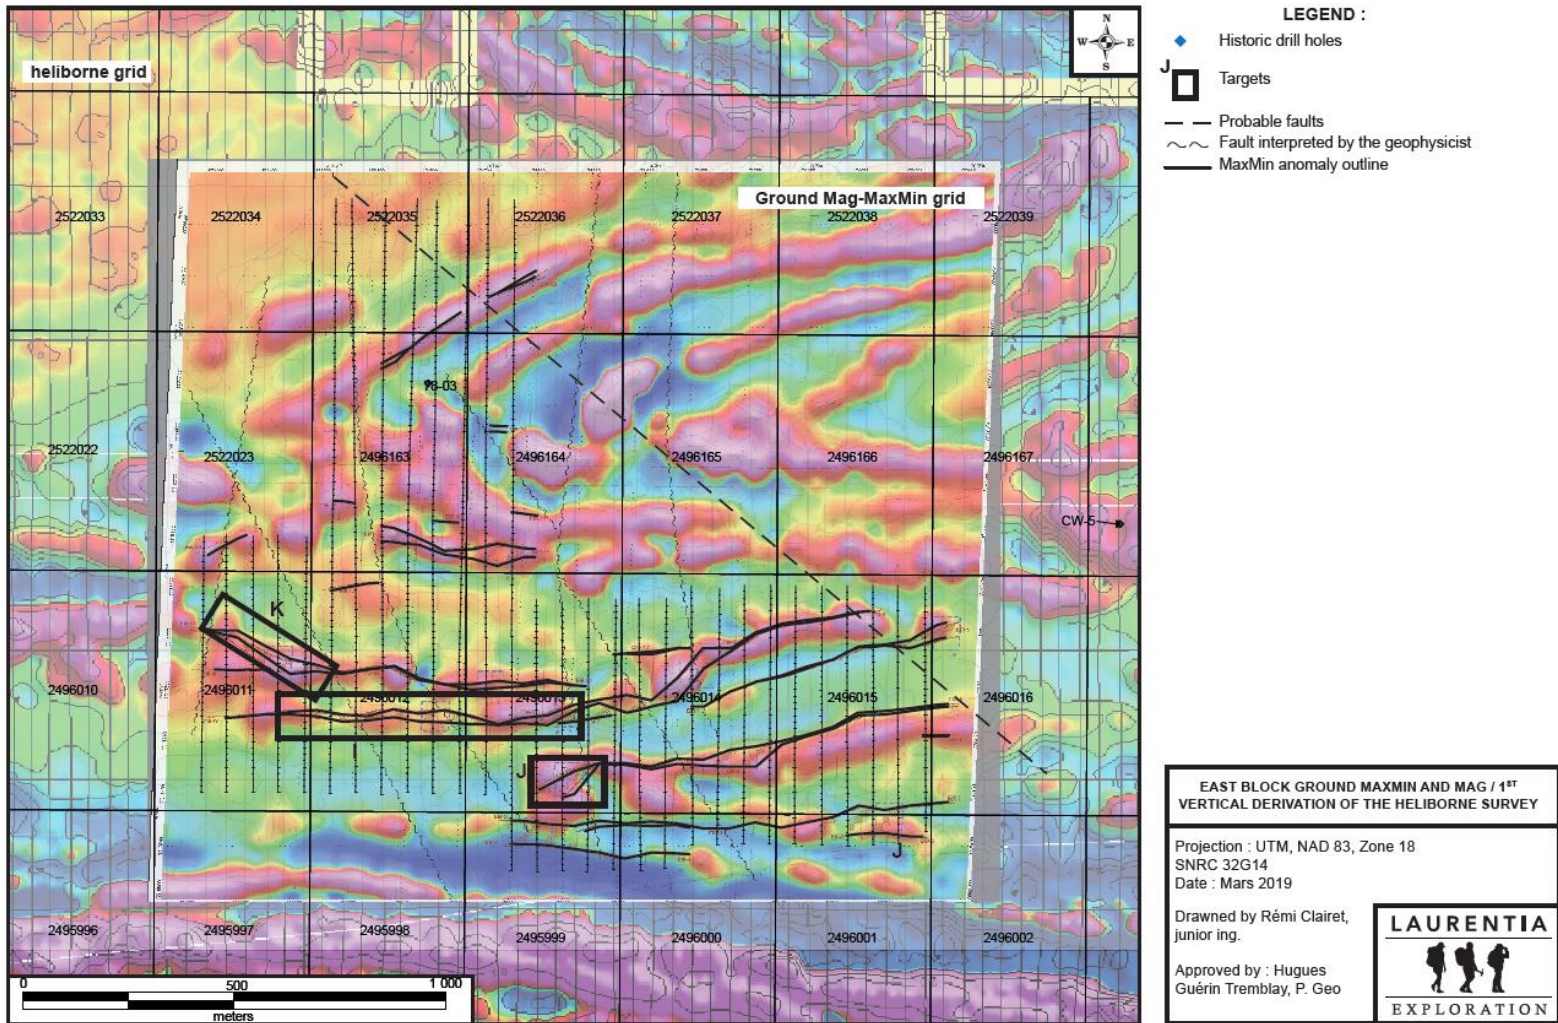 heliborne grid
N
W E
S
LEGEND :
Historic drill holes
J
Targets
Probable faults
Fault interpreted by the geophysicist
MaxMin anomaly outline
Ground Mag-MaxMin grid
2522033
2522034
2522035
2522036
2522037
2522038
2522039
78-03
2522022
2522023
2496163
2496164
2496165
2496166
2496167
CW-5
K
2496010
2496011
2496012
2496013
2496014
2496015
2496016
I
J
J
2495996
2495997
2495998
2495999
2496000
2496001
2496002
0 500 1 000
meters
EAST BLOCK GROUND MAXMIN AND MAG / 1ST
VERTICAL DERIVATION OF THE HELIBORNE SURVEY
Projection : UTM, NAD 83, Zone 18
SNRC 32G14
Date : Mars 2019
Drawned by Rémi Clairet,
junior ing.
Approved by : Hugues
Guérin Tremblay, P. Geo
LAURENTIA
EXPLORATION